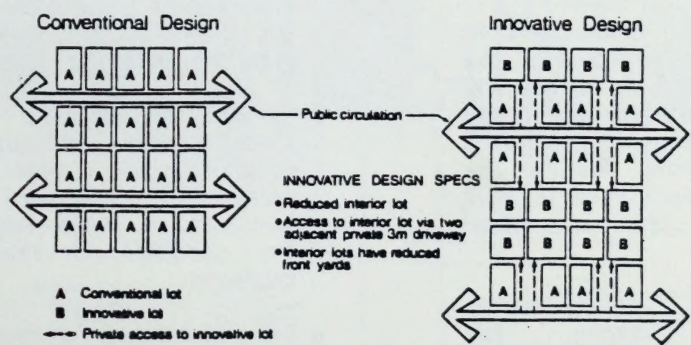 Conventional Design
A A A A A
A A A A A
A A A A A
A A A A A
A Conventional lot
B Innovative lot
Private access to innovative lot
Public circulation
INNOVATIVE DESIGN SPECS
•Reduced interior lot
•Access to interior lot via two
adjacent private 3m driveway
•Interior lots have reduced
front yards
Innovative Design
B B B B
A A A A
A A A A
B B B B
B B B B
A A A A